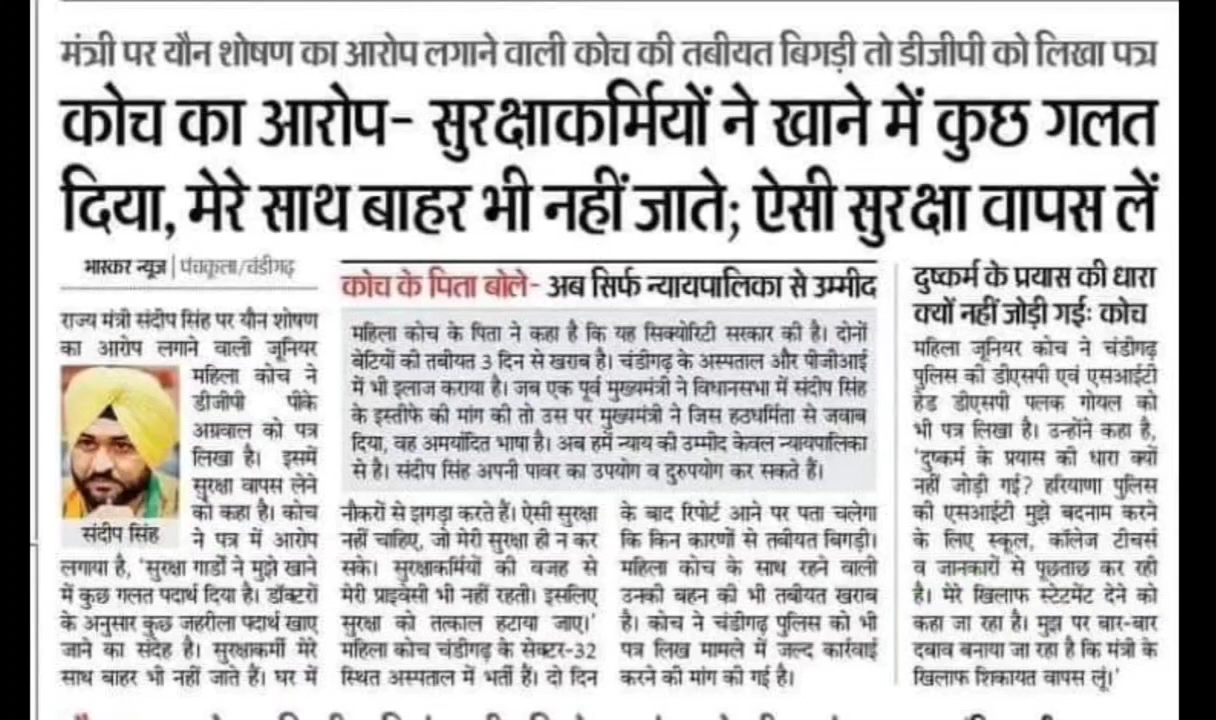 मंत्री पर यौन शोषण का आरोप लगाने वाली कोच की तबीयत बिगड़ी तो डीजीपी को लिखा पत्र
कोच का आरोप- सुरक्षाकर्मियों ने खाने में कुछ गलत
दिया, मेरे साथ बाहर भी नहीं जाते; ऐसी सुरक्षा वापस लें
भास्कर न्यूज | पंचकूला/चंडीगढ़
राज्य मंत्री संदीप सिंह पर यौन शोषण
का आरोप लगाने वाली जूनियर
महिला कोच ने
डीजीपी पीके
अग्रवाल को पत्र
लिखा है। इसमें
सुरक्षा वापस लेने
को कहा है। कोच
ने पत्र में आरोप
संदीप सिंह
लगाया है, 'सुरक्षा गार्डों ने मुझे खाने
में कुछ गलत पदार्थ दिया है। डॉक्टरों
के अनुसार कुछ जहरीला पदार्थ खाए
जाने का संदेह है। सुरक्षाकर्मी मेरे
साथ बाहर भी नहीं जाते हैं। घर में
कोच के पिता बोले- अब सिर्फ न्यायपालिका से उम्मीद
महिला कोच के पिता ने कहा है कि यह सिक्योरिटी सरकार की है। दोनों
बेटियों की तबीयत 3 दिन से खराब है। चंडीगढ़ के अस्पताल और पीजीआई
में भी इलाज कराया है। जब एक पूर्व मुख्यमंत्री ने विधानसभा में संदीप सिंह
के इस्तीफे की मांग की तो उस पर मुख्यमंत्री ने जिस हठधर्मिता से जवाब
दिया, वह अमर्यादित भाषा है। अब हमें न्याय की उम्मीद केवल न्यायपालिका
से है। संदीप सिंह अपनी पावर का उपयोग व दुरुपयोग कर सकते हैं।
नौकरों से झगड़ा करते हैं। ऐसी सुरक्षा
नहीं चाहिए, जो मेरी सुरक्षा ही न कर
सके। सुरक्षाकर्मियों की वजह से
मेरी प्राइवेसी भी नहीं रहती। इसलिए
सुरक्षा को तत्काल हटाया जाए।'
महिला कोच चंडीगढ़ के सेक्टर-32
स्थित अस्पताल में भर्ती हैं। दो दिन
के बाद रिपोर्ट आने पर पता चलेगा
कि किन कारणों से तबीयत बिगड़ी।
महिला कोच के साथ रहने वाली
उनकी बहन की भी तबीयत खराब
है। कोच ने चंडीगढ़ पुलिस को भी
पत्र लिख मामले में जल्द कार्रवाई
करने की मांग की गई है।
दुष्कर्म के प्रयास की धारा
क्यों नहीं जोड़ी गईः कोच
महिला जूनियर कोच ने चंडीगढ़
पुलिस की डीएसपी एवं एसआईटी
हेड डीएसपी पलक गोयल को
भी पत्र लिखा है। उन्होंने कहा है,
'दुष्कर्म के प्रयास की धारा क्यों
नहीं जोड़ी गई? हरियाणा पुलिस
की एसआईटी मुझे बदनाम करने
के लिए स्कूल, कॉलेज टीचर्स
व जानकारों से पूछताछ कर रही
है। मेरे खिलाफ स्टेटमेंट देने को
कहा जा रहा है। मुझ पर बार-बार
दबाव बनाया जा रहा है कि मंत्री के
खिलाफ शिकायत वापस लूं।'